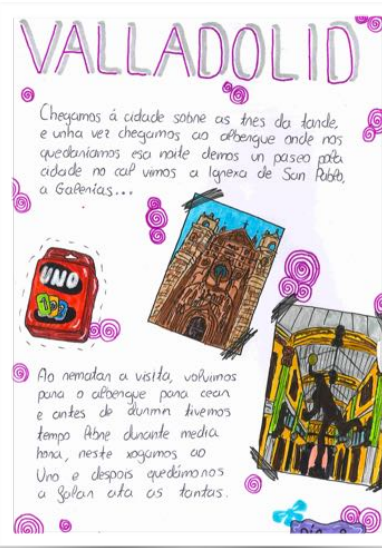 VALLADOLID
Chegamos á cidade sobre as tres da tarde,
e unha vez chegamos ao albergue onde nos
quedariamos esa noite demos un paseo pola
cidade no cal vimos a Igrexa de San Pablo,
a Galerías...
UNO
Ao rematar a visita, volvimos
para o albergue para cear
e antes de durmir tivemos
tempo libre durante media
hora, neste xogamos ao
Uno e despois quedámonos
a falar ata as tantas.